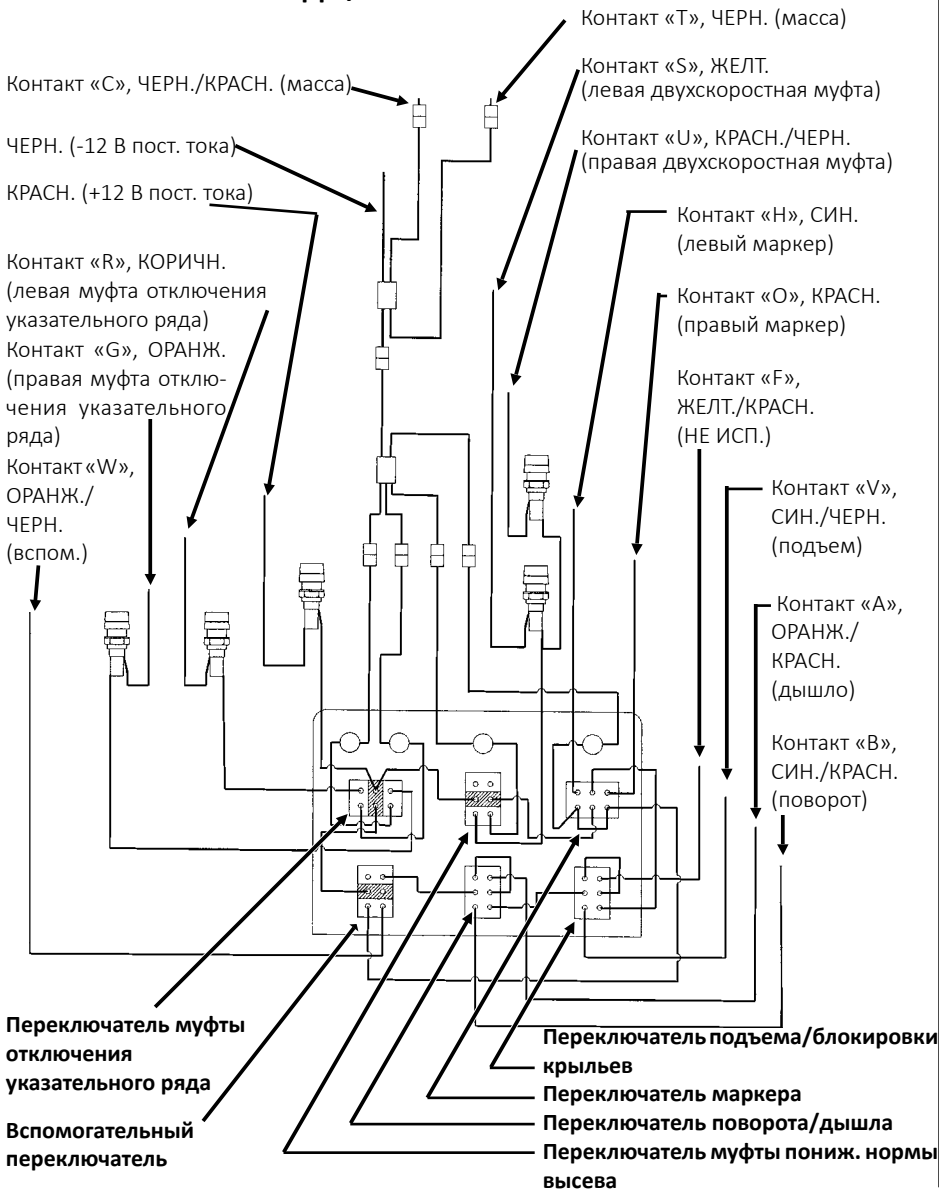 Контакт «T», ЧЕРН. (масса)
Контакт «C», ЧЕРН./КРАСН. (масса)
Контакт «S», ЖЕЛТ.
(левая двухскоростная муфта)
ЧЕРН. (-12 В пост. тока)
Контакт «U», КРАСН./ЧЕРН.
(правая двухскоростная муфта)
КРАСН. (+12 В пост. тока)
Контакт «H», СИН.
(левый маркер)
Контакт «R», КОРИЧН.
(левая муфта отключения
указательного ряда)
Контакт «O», КРАСН.
(правый маркер)
Контакт «G», ОРАНЖ.
(правая муфта отклю-
чения указательного
ряда)
Контакт «F»,
ЖЕЛТ./КРАСН.
(НЕ ИСП.)
Контакт «W»,
ОРАНЖ./
ЧЕРН.
(вспом.)
Контакт «V»,
СИН./ЧЕРН.
(подъем)
Контакт «A»,
ОРАНЖ./
КРАСН.
(дышло)
Контакт «B»,
СИН./КРАСН.
(поворот)
Переключатель муфты
отключения
указательного ряда
Вспомогательный
переключатель
Переключатель подъема/блокировки
крыльев
Переключатель маркера
Переключатель поворота/дышла
Переключатель муфты пониж. нормы
высева